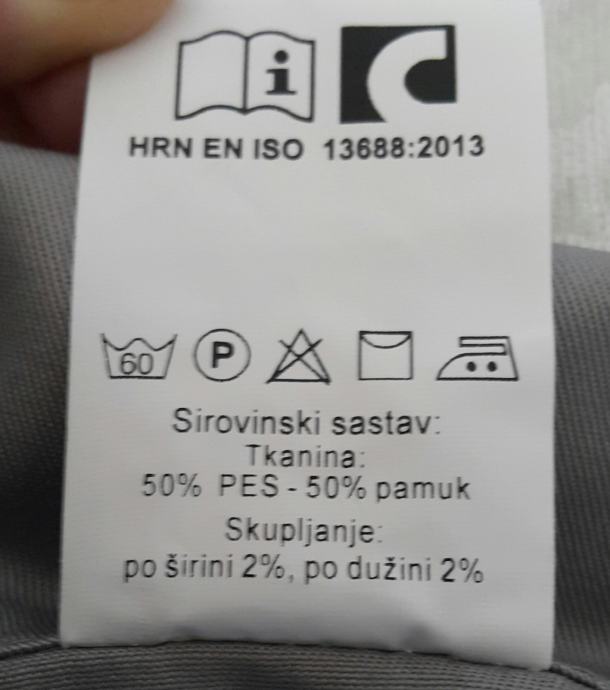 i
HRN EN ISO 13688:2013
60 P
Sirovinski sastav:
Tkanina:
50% PES - 50% pamuk
Skupljanje:
po širini 2%, po dužini 2%